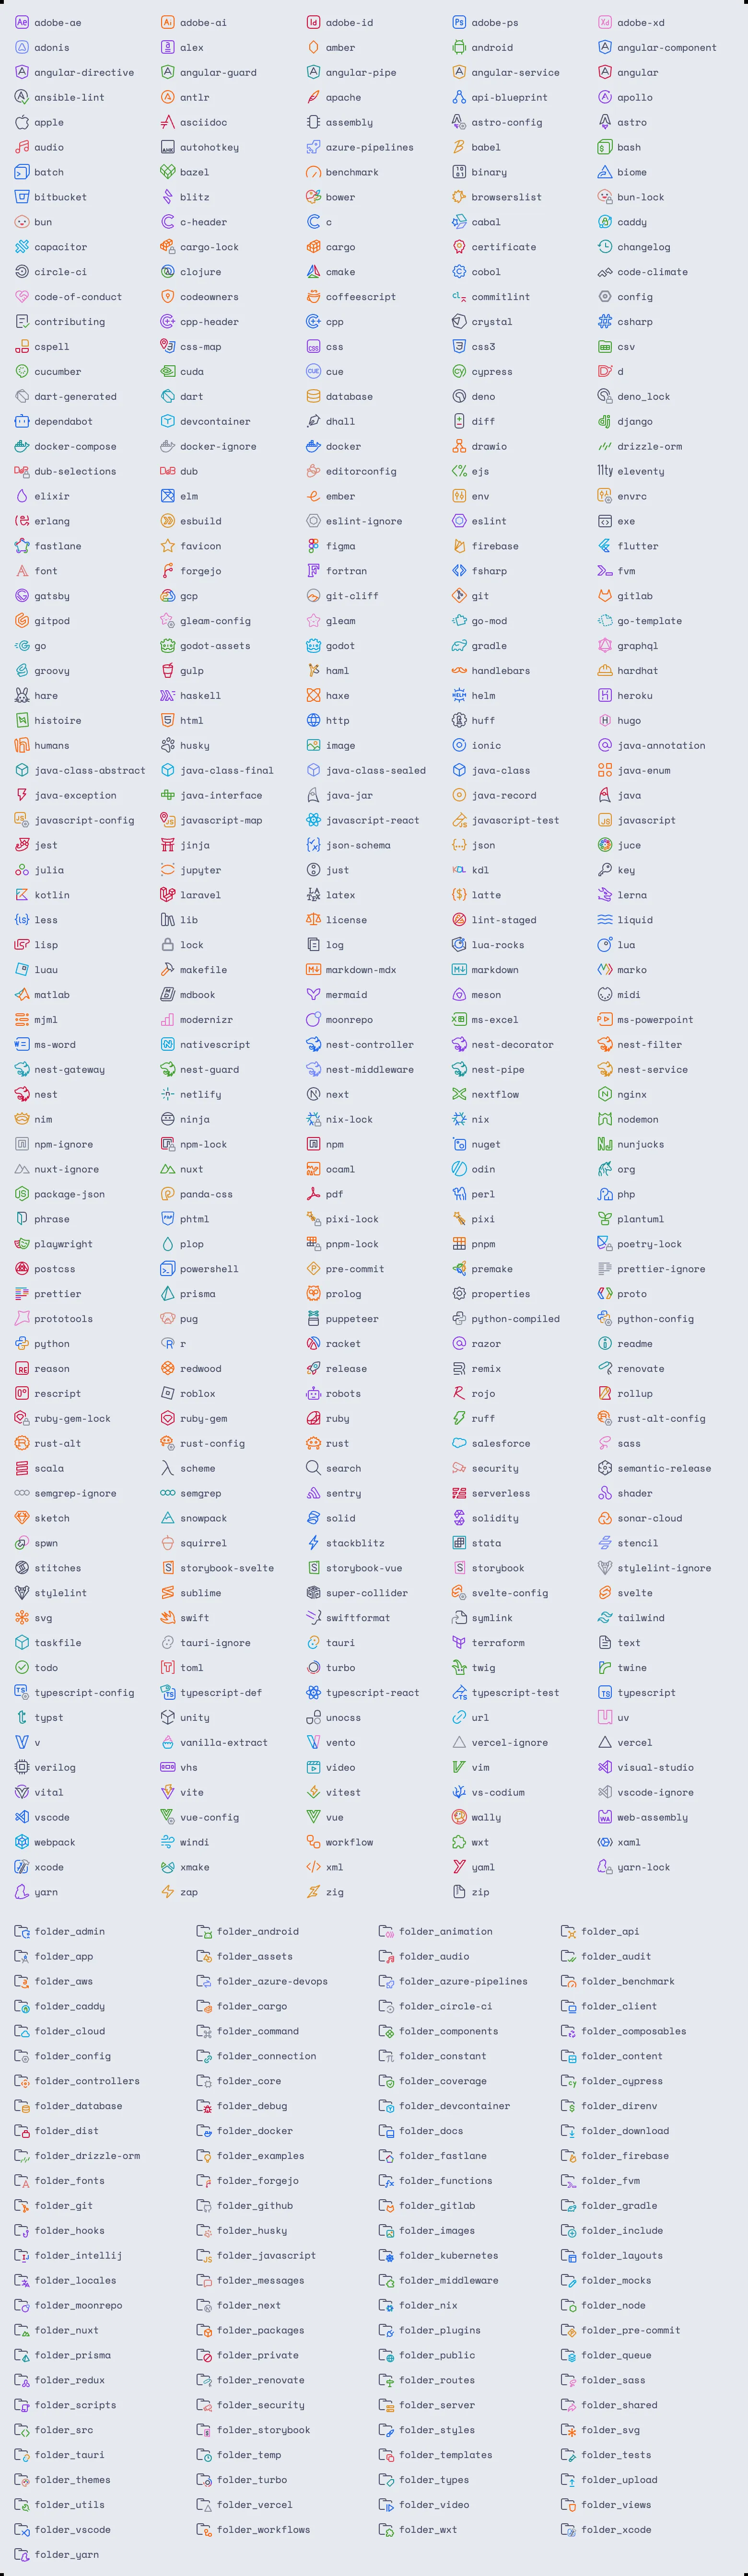 adobe-ae adobe-ai adobe-id adobe-ps adobe-xd
adonis alex amber android angular-component
angular-directive angular-guard angular-pipe angular-service angular
ansible-lint antlr apache api-blueprint apollo
apple asciidoc assembly astro-config astro
audio autohotkey azure-pipelines babel bash
batch bazel benchmark binary biome
bitbucket blitz bower browserslist bun-lock
bun c-header c cabal caddy
capacitor cargo-lock cargo certificate changelog
circle-ci clojure cmake cobol code-climate
code-of-conduct codeowners coffeescript commitlint config
contributing cpp-header cpp crystal csharp
cspell css-map css css3 csv
cucumber cuda cue cypress d
dart-generated dart database deno deno_lock
dependabot devcontainer dhall diff django
docker-compose docker-ignore docker drawio drizzle-orm
dub-selections dub editorconfig ejs eleventy
elixir elm ember env envrc
erlang esbuild eslint-ignore eslint exe
fastlane favicon figma firebase flutter
font forgejo fortran fsharp fvm
gatsby gcp git-cliff git gitlab
gitpod gleam-config gleam go-mod go-template
go godot-assets godot gradle graphql
groovy gulp haml handlebars hardhat
hare haskell haxe helm heroku
histoire html http huff hugo
humans husky image ionic java-annotation
java-class-abstract java-class-final java-class-sealed java-class java-enum
java-exception java-interface java-jar java-record java
javascript-config javascript-map javascript-react javascript-test javascript
jest jinja json-schema json juce
julia jupyter just kdl key
kotlin laravel latex latte lerna
less lib license lint-staged liquid
lisp lock log lua-rocks lua
luau makefile markdown-mdx markdown marko
matlab mdbook mermaid meson midi
mjml modernizr moonrepo ms-excel ms-powerpoint
ms-word nativescript nest-controller nest-decorator nest-filter
nest-gateway nest-guard nest-middleware nest-pipe nest-service
nest netlify next nextflow nginx
nim ninja nix-lock nix nodemon
npm-ignore npm-lock npm nuget nunjucks
nuxt-ignore nuxt ocaml odin org
package-json panda-css pdf perl php
phrase phtml pixi-lock pixi plantuml
playwright plop pnpm-lock pnpm poetry-lock
postcss powershell pre-commit premake prettier-ignore
prettier prisma prolog properties proto
prototools pug puppeteer python-compiled python-config
python r racket razor readme
reason redwood release remix renovate
rescript roblox robots rojo rollup
ruby-gem-lock ruby-gem ruby ruff rust-alt-config
rust-alt rust-config rust salesforce sass
scala scheme search security semantic-release
semgrep-ignore semgrep sentry serverless shader
sketch snowpack solid solidity sonar-cloud
spwn squirrel stackblitz stata stencil
stitches storybook-svelte storybook-vue storybook stylelint-ignore
stylelint sublime super-collider svelte-config svelte
svg swift swiftformat symlink tailwind
taskfile tauri-ignore tauri terraform text
todo toml turbo twig twine
typescript-config typescript-def typescript-react typescript-test typescript
typst unity unocss url uv
v vanilla-extract vento vercel-ignore vercel
verilog vhs video vim visual-studio
vital vite vitest vs-codium vscode-ignore
vscode vue-config vue wally web-assembly
webpack windi workflow wxt xaml
xcode xmake xml yaml yarn-lock
yarn zap zig zip
folder_admin folder_android folder_animation folder_api
folder_app folder_assets folder_audio folder_audit
folder_aws folder_azure-devops folder_azure-pipelines folder_benchmark
folder_caddy folder_cargo folder_circle-ci folder_client
folder_cloud folder_command folder_components folder_composables
folder_config folder_connection folder_constant folder_content
folder_controllers folder_core folder_coverage folder_cypress
folder_database folder_debug folder_devcontainer folder_direnv
folder_dist folder_docker folder_docs folder_download
folder_drizzle-orm folder_examples folder_fastlane folder_firebase
folder_fonts folder_forgejo folder_functions folder_fvm
folder_git folder_github folder_gitlab folder_gradle
folder_hooks folder_husky folder_images folder_include
folder_intellij folder_javascript folder_kubernetes folder_layouts
folder_locales folder_messages folder_middleware folder_mocks
folder_moonrepo folder_next folder_nix folder_node
folder_nuxt folder_packages folder_plugins folder_pre-commit
folder_prisma folder_private folder_public folder_queue
folder_redux folder_renovate folder_routes folder_sass
folder_scripts folder_security folder_server folder_shared
folder_src folder_storybook folder_styles folder_svg
folder_tauri folder_temp folder_templates folder_tests
folder_themes folder_turbo folder_types folder_upload
folder_utils folder_vercel folder_video folder_views
folder_vscode folder_workflows folder_wxt folder_xcode
folder_yarn